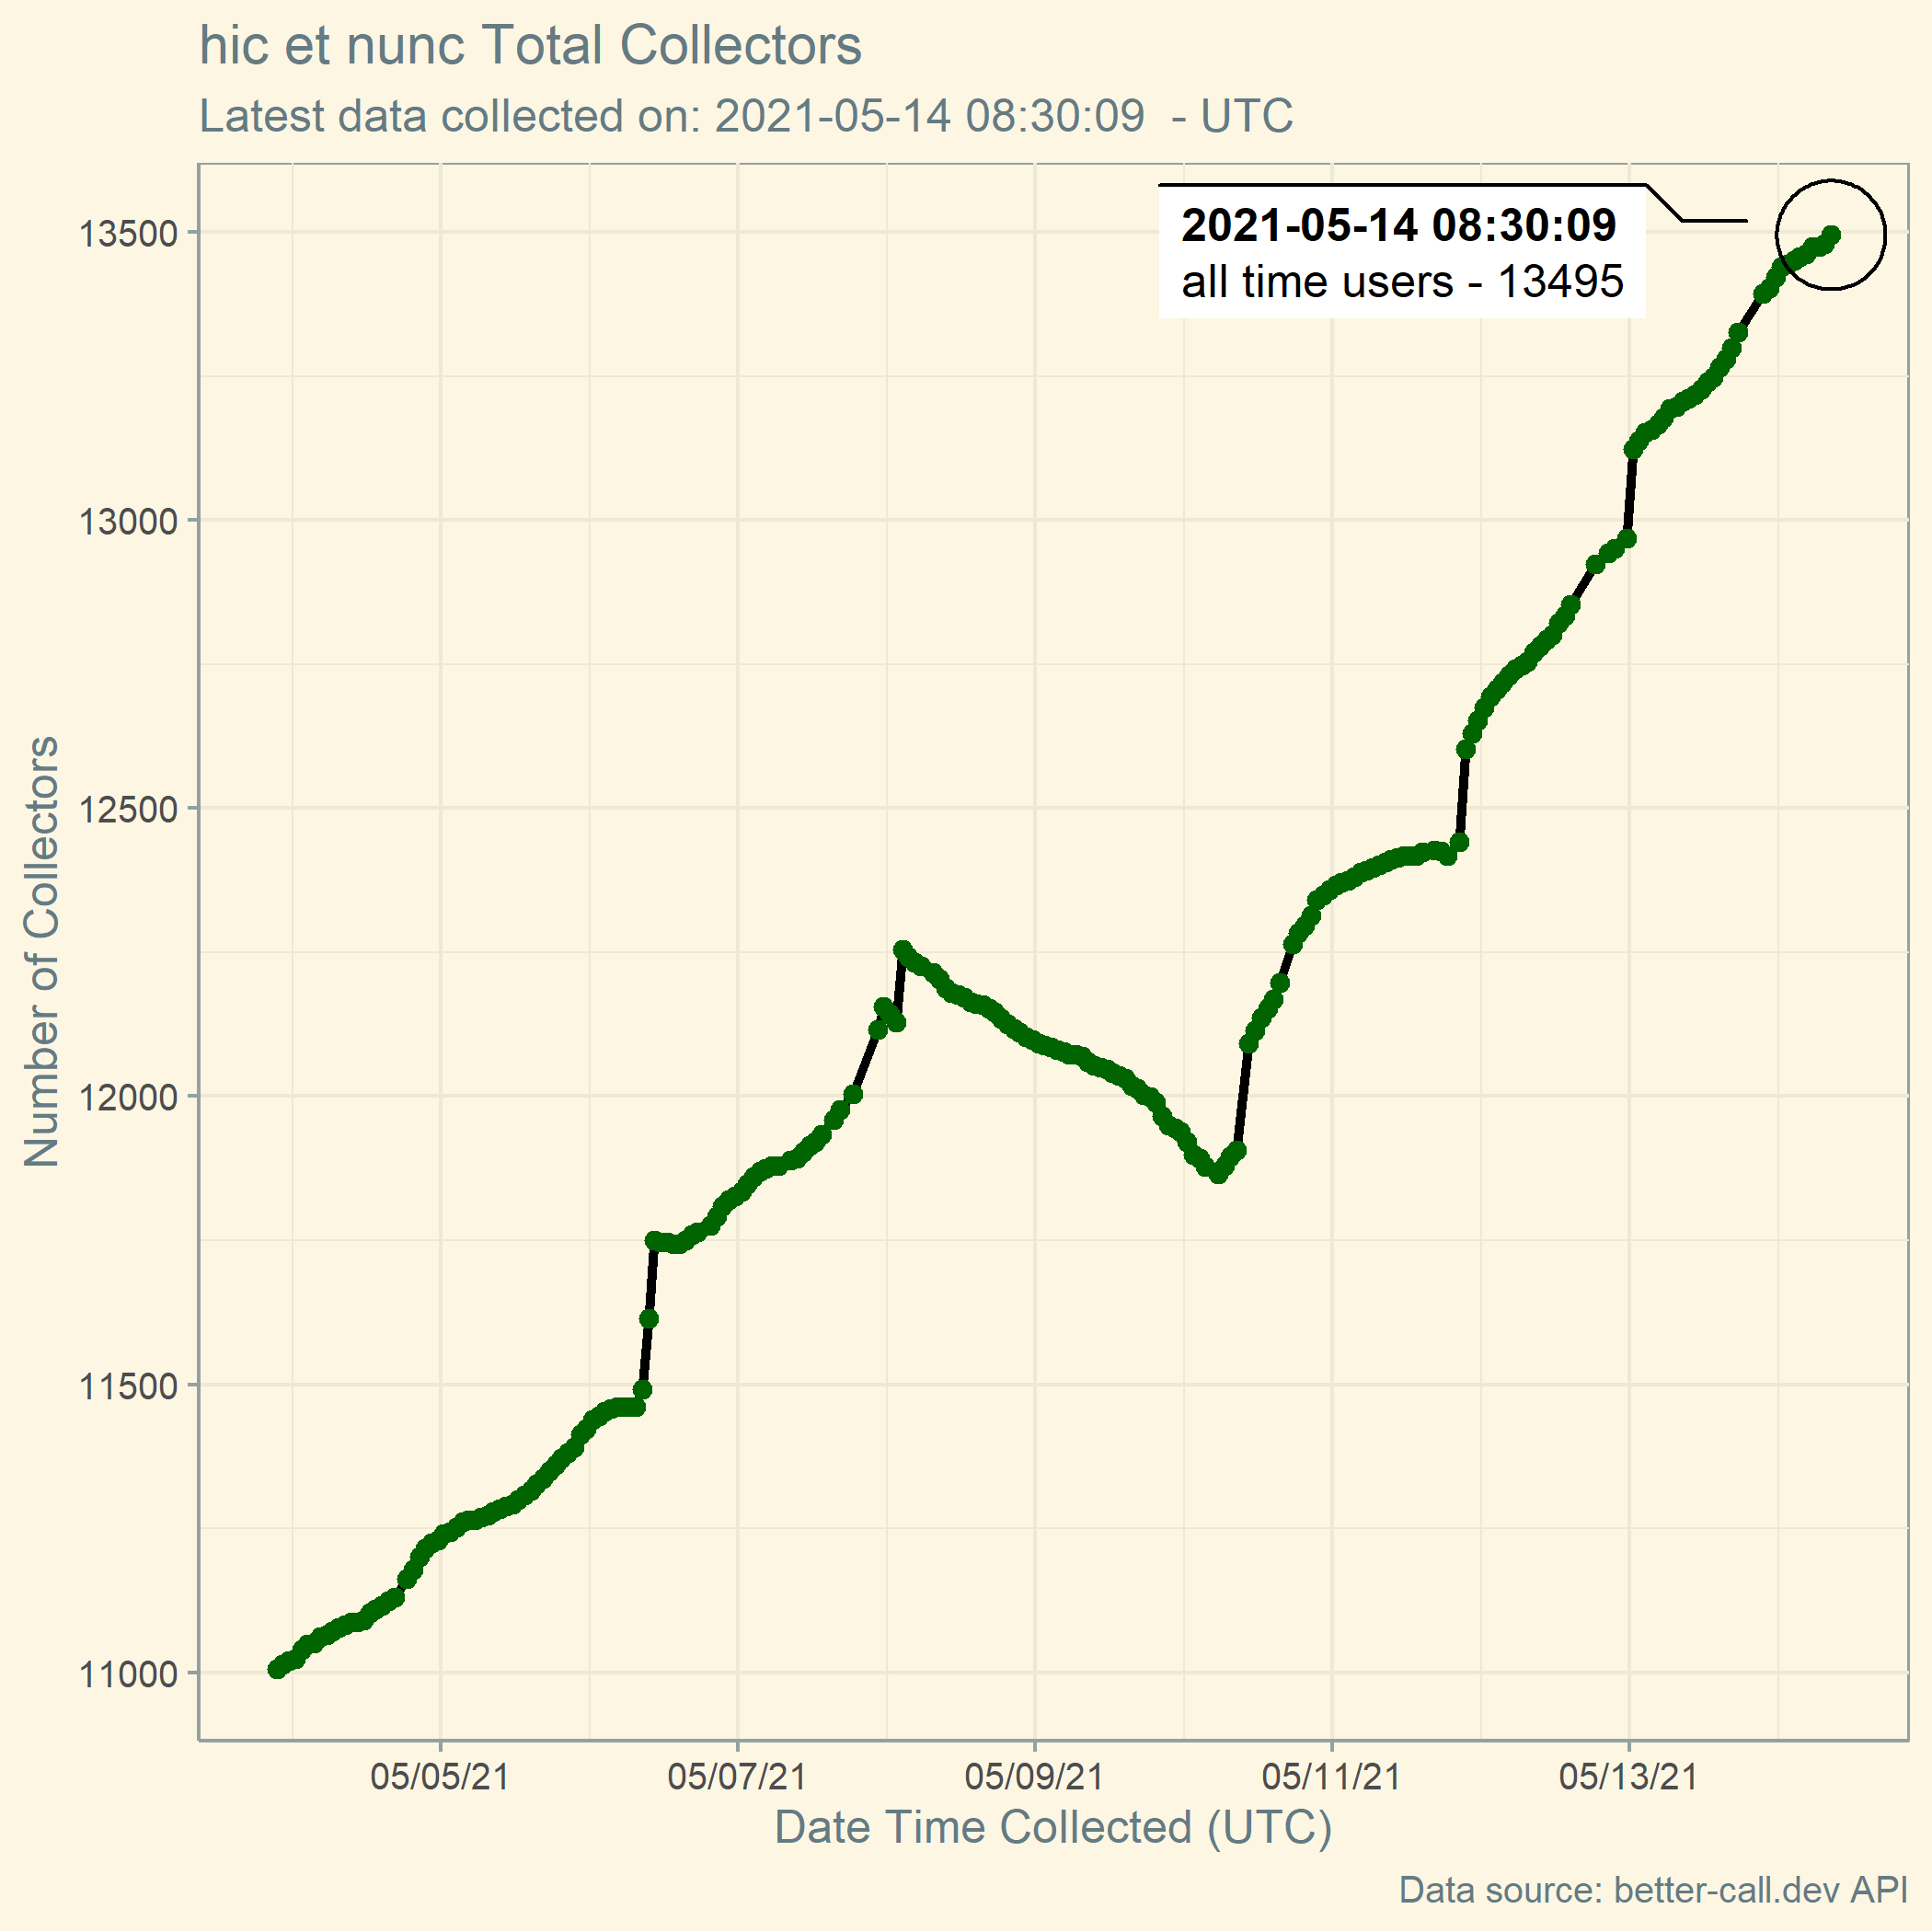 hic et nunc Total Collectors
Latest data collected on: 2021-05-14 08:30:09  - UTC
2021-05-14 08:30:09
all time users - 13495
13500
13000
12500
12000
11500
11000
Number of Collectors
05/05/21 05/07/21 05/09/21 05/11/21 05/13/21
Date Time Collected (UTC)
Data source: better-call.dev API